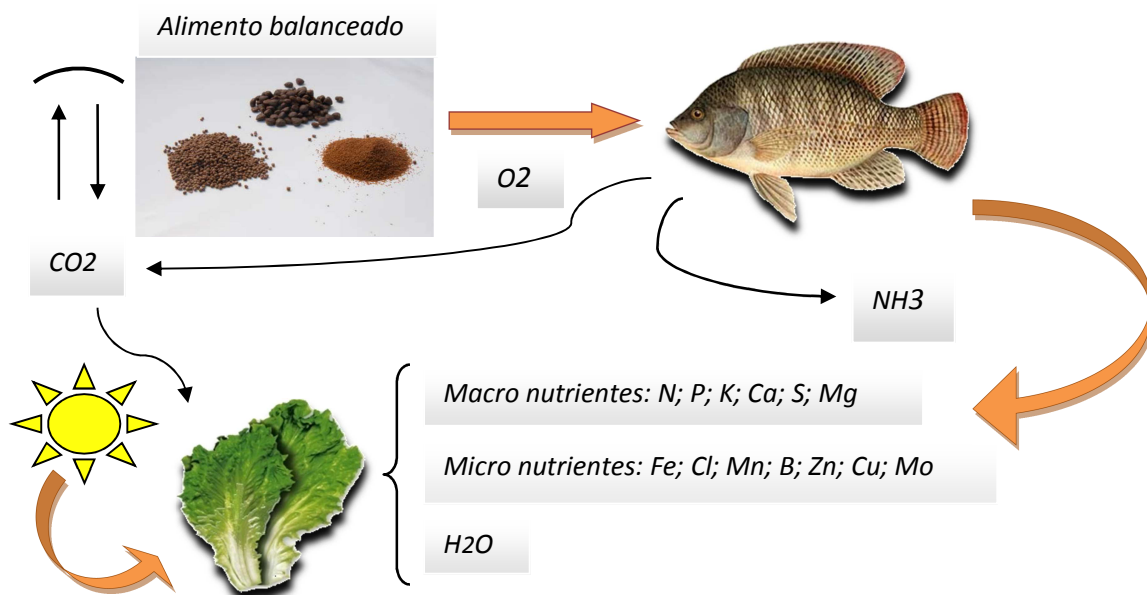 Alimento balanceado
O2
CO2
NH3
Macro nutrientes: N; P; K; Ca; S; Mg
Micro nutrientes: Fe; Cl; Mn; B; Zn; Cu; Mo
H2O